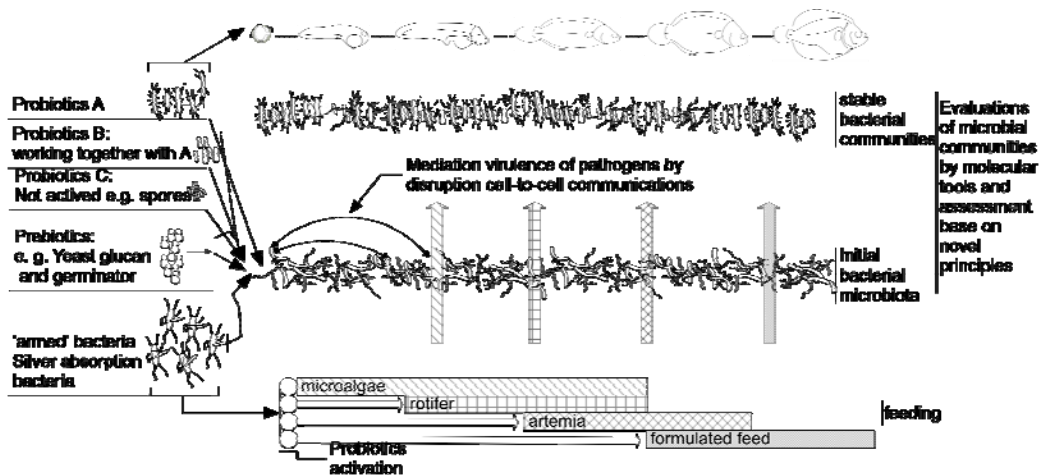 Probiotics A
Probiotics B:
working together with A
Probiotics C:
Not actived e.g. spores
Prebiotics:
e. g. Yeast glucan
and germinator
'armed' bacteria
Silver absorption
bacteria
Mediation virulence of pathogens by
disruption cell-to-cell communications
stable
bacterial
communities
Initial
bacterial
microbiota
Evaluations
of microbial
communities
by molecular
tools and
assessment
base on
novel
principles
microalgae
rotifer
artemia
formulated feed
feeding
Probiotics
activation